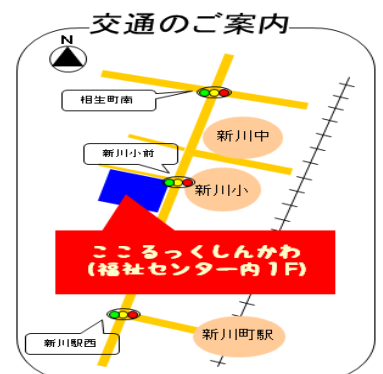 交通のご案内
N
相生町南
新川中
新川小前
新川小
こころっくしんかわ
(福祉センター内1F)
新川駅西
新川町駅